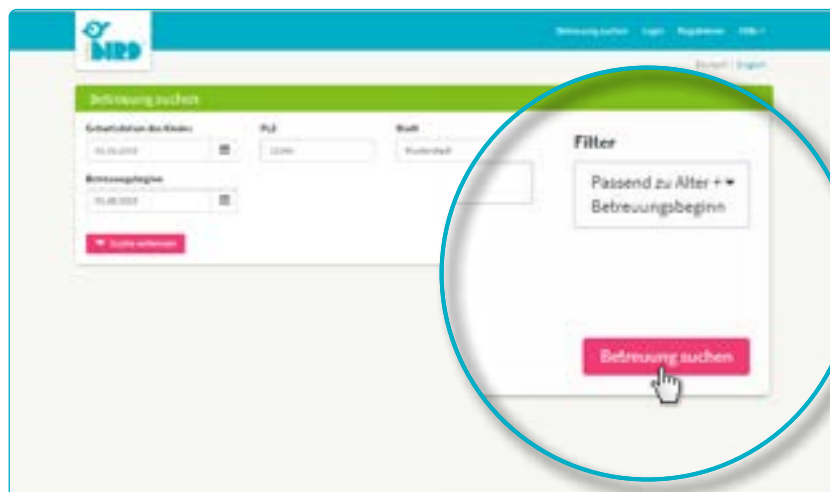 BIRD
Betreuung suchen Login Registrieren Hilfe
Deutsch | English
Betreuung suchen
Geburtsdatum des Kindes PLZ Stadt
Betreuungsbeginn
Filter
Passend zu Alter +
Betreuungsbeginn
Suche
Betreuung suchen